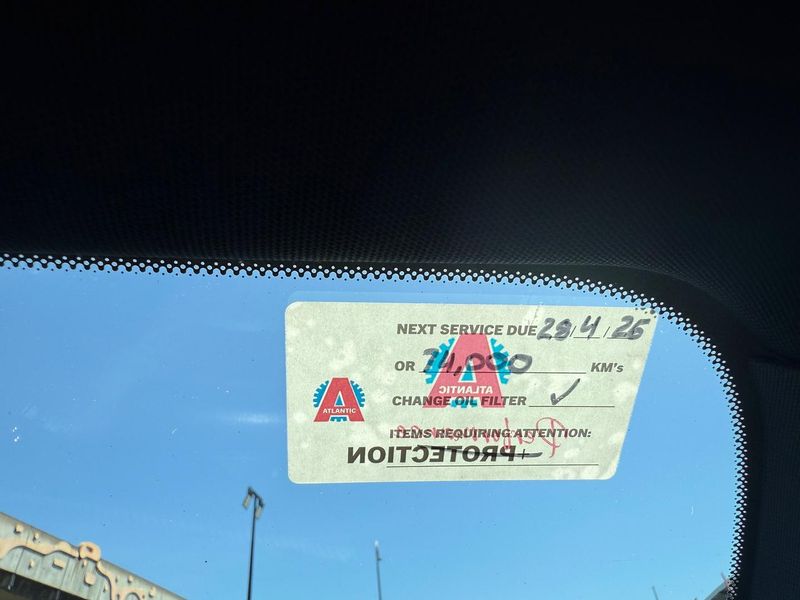 NEXT SERVICE DUE 28/4/26
OR 74,000 KM's
ATLANTIC
CHANGE OIL FILTER ✓
ATLANTIC
ITEMS REQUIRING ATTENTION:
Performance
PROTECTION